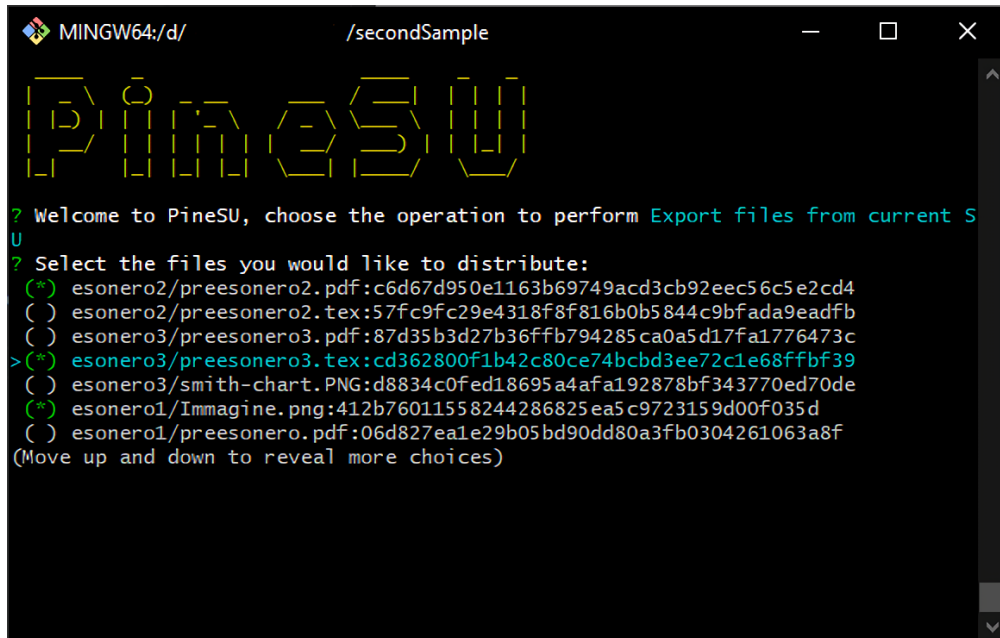 MINGW64:/d/ /secondSample
PineSU
? Welcome to PineSU, choose the operation to perform Export files from current S
U
? Select the files you would like to distribute:
(*) esonero2/preesonero2.pdf:c6d67d950e1163b69749acd3cb92eec56c5e2cd4
( ) esonero2/preesonero2.tex:57fc9fc29e4318f8f816b0b5844c9bfada9eadfb
( ) esonero3/preesonero3.pdf:87d35b3d27b36ffb794285ca0a5d17fa1776473c
>(*) esonero3/preesonero3.tex:cd362800f1b42c80ce74bcbd3ee72c1e68ffbf39
( ) esonero3/smith-chart.PNG:d8834c0fed18695a4afa192878bf343770ed70de
(*) esonero1/Immagine.png:412b76011558244286825ea5c9723159d00f035d
( ) esonero1/preesonero.pdf:06d827ea1e29b05bd90dd80a3fb0304261063a8f
(Move up and down to reveal more choices)